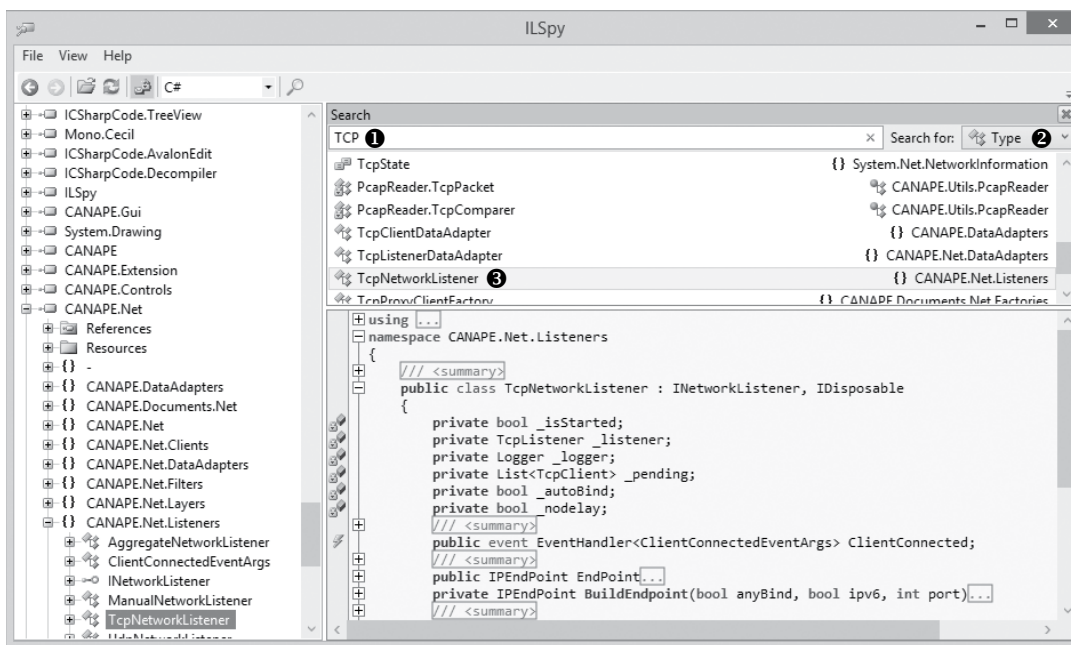 ILSpy
File View Help
C#
ICSharpCode.TreeView
Mono.Cecil
ICSharpCode.AvalonEdit
ICSharpCode.Decompiler
ILSpy
CANAPE.Gui
System.Drawing
CANAPE
CANAPE.Extension
CANAPE.Controls
CANAPE.Net
References
Resources
{} -
{} CANAPE.DataAdapters
{} CANAPE.Documents.Net
{} CANAPE.Net
{} CANAPE.Net.Clients
{} CANAPE.Net.DataAdapters
{} CANAPE.Net.Filters
{} CANAPE.Net.Layers
{} CANAPE.Net.Listeners
AggregateNetworkListener
ClientConnectedEventArgs
INetworkListener
ManualNetworkListener
TcpNetworkListener
UdpNetworkListener
Search
TCP ❶ Search for: Type ❷
TcpState {} System.Net.NetworkInformation
PcapReader.TcpPacket CANAPE.Utils.PcapReader
PcapReader.TcpComparer CANAPE.Utils.PcapReader
TcpClientDataAdapter {} CANAPE.DataAdapters
TcpListenerDataAdapter {} CANAPE.Net.DataAdapters
TcpNetworkListener ❸ {} CANAPE.Net.Listeners
TcpProxyClientFactory {} CANAPE.Documents.Net.Factories
using ...
namespace CANAPE.Net.Listeners
{
/// <summary>
public class TcpNetworkListener : INetworkListener, IDisposable
{
private bool _isStarted;
private TcpListener _listener;
private Logger _logger;
private List<TcpClient> _pending;
private bool _autoBind;
private bool _nodelay;
/// <summary>
public event EventHandler<ClientConnectedEventArgs> ClientConnected;
/// <summary>
public IPEndPoint EndPoint...
private IPEndPoint BuildEndpoint(bool anyBind, bool ipv6, int port)...
/// <summary>